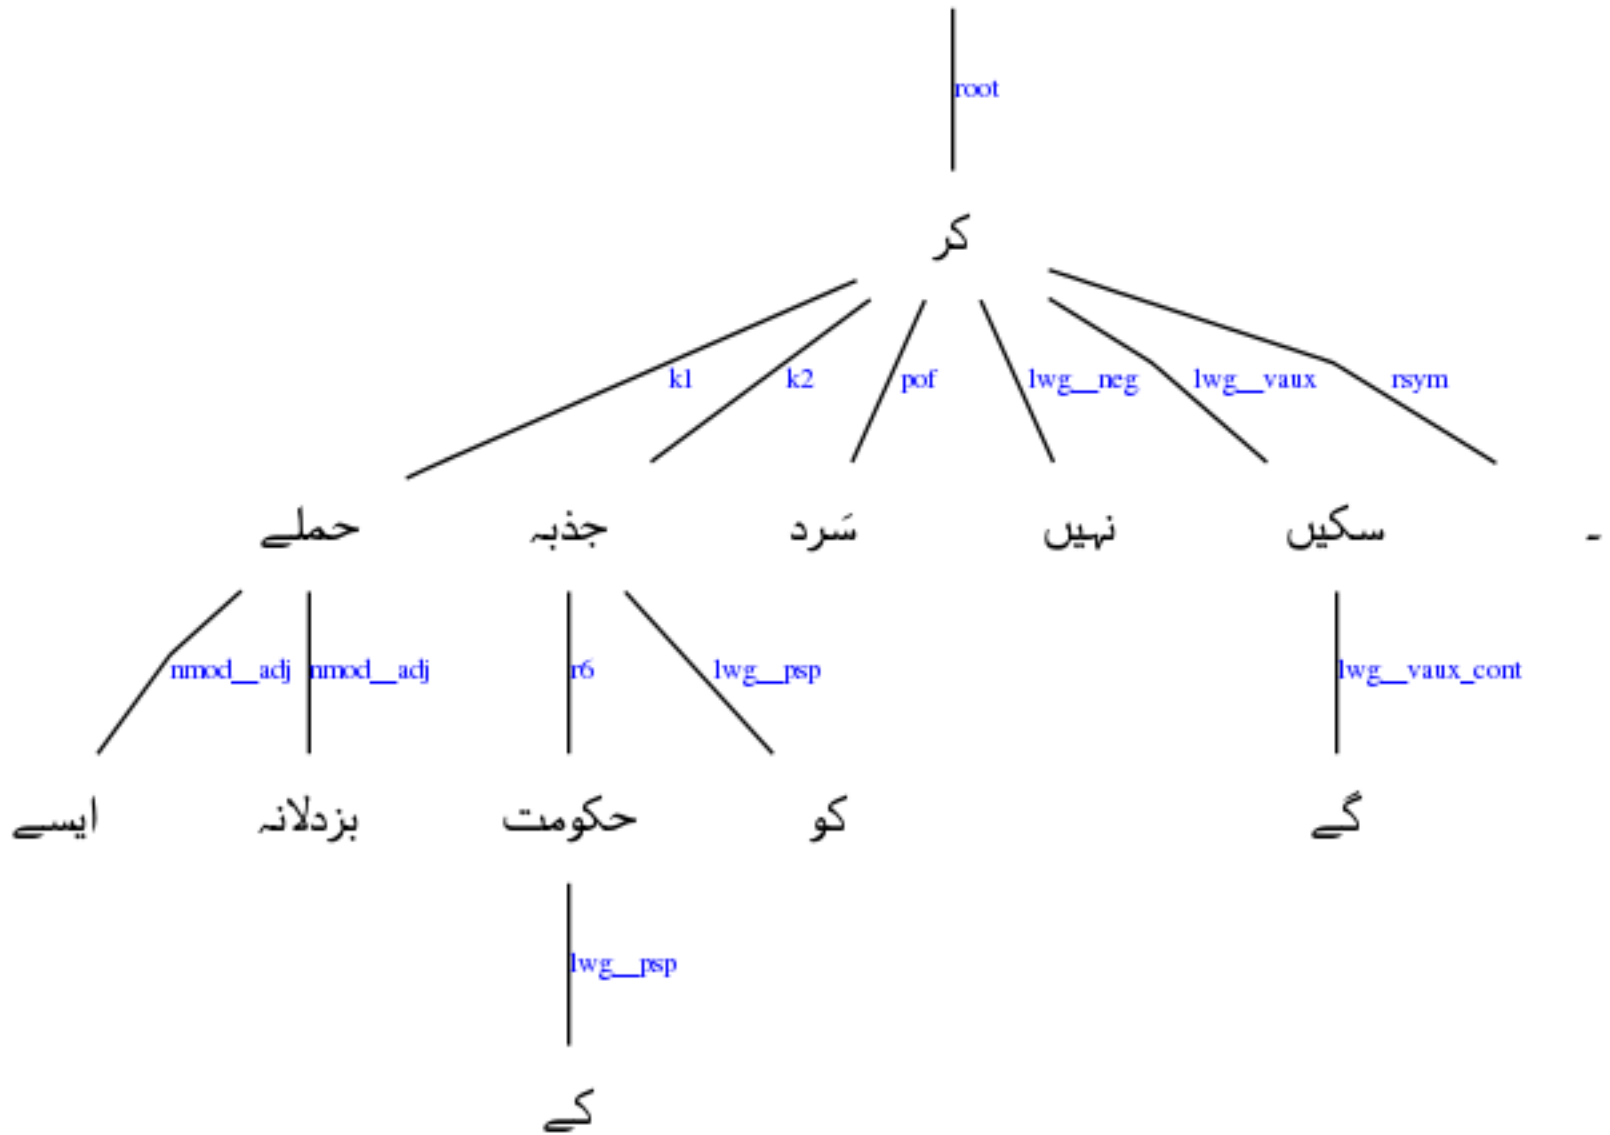 root
کر
k1 k2 pof lwg__neg lwg__vaux rsym
حملے جذبہ سَرد نہیں سکیں ۔
nmod__adj nmod__adj r6 lwg__psp lwg__vaux_cont
ایسے بزدلانہ حکومت کو گے
lwg__psp
کے